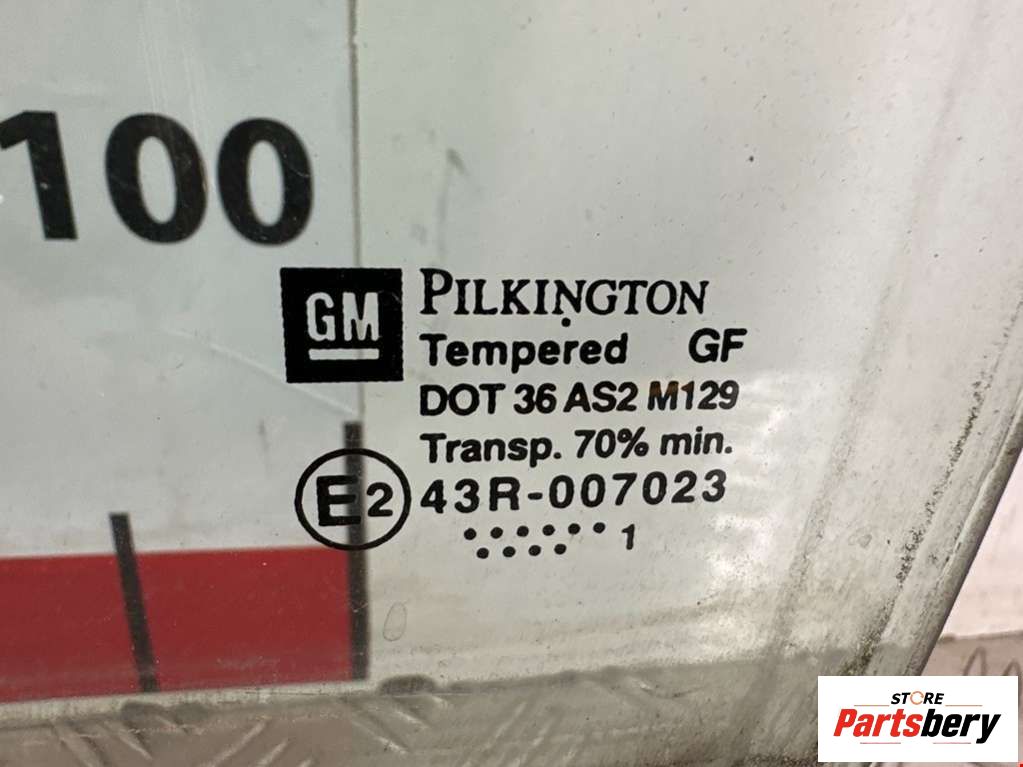 100
GM
PILKINGTON
Tempered GF
DOT 36 AS2 M129
Transp. 70% min.
E2 43R-007023
1
STORE
Partsbery